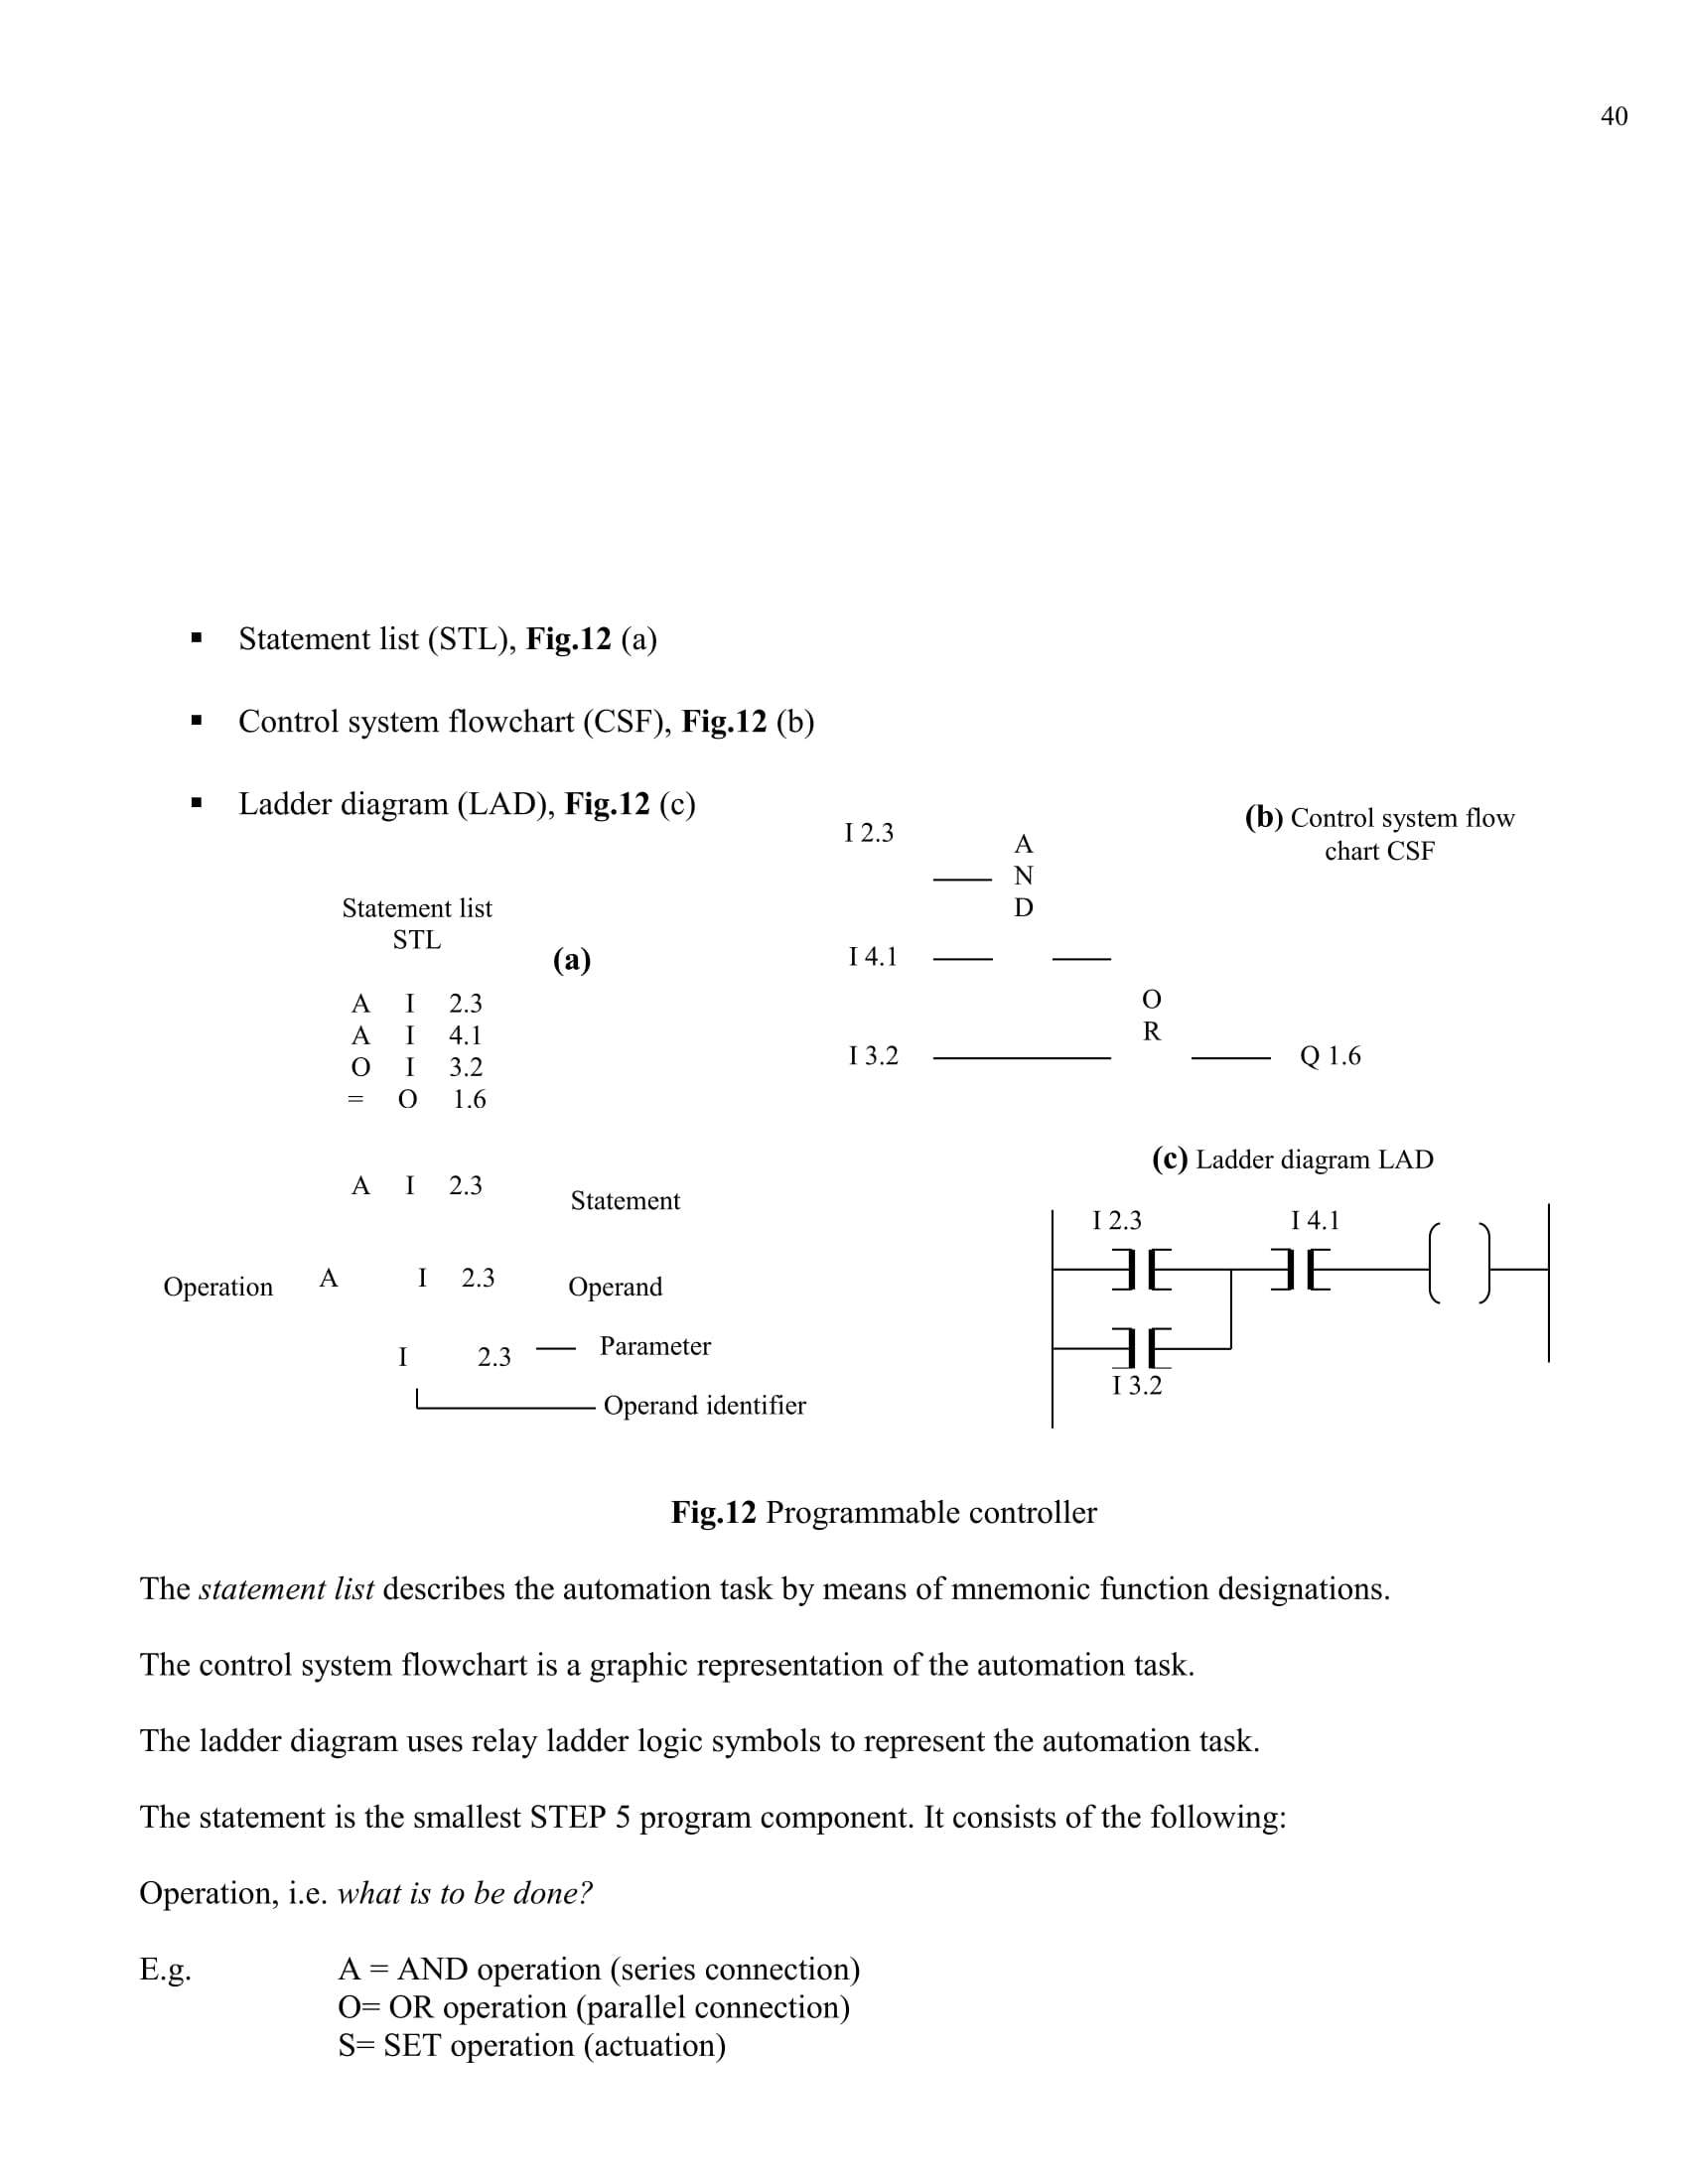 40
▪ Statement list (STL), Fig.12 (a)
▪ Control system flowchart (CSF), Fig.12 (b)
▪ Ladder diagram (LAD), Fig.12 (c)
Statement list
STL
(a)
A I 2.3
A I 4.1
O I 3.2
= O 1.6
A I 2.3 Statement
Operation A I 2.3 Operand
I 2.3 Parameter
Operand identifier
(b) Control system flow
chart CSF
I 2.3
A
N
D
I 4.1
O
R
I 3.2
Q 1.6
(c) Ladder diagram LAD
I 2.3 I 4.1
I 3.2
Fig.12 Programmable controller
The statement list describes the automation task by means of mnemonic function designations.
The control system flowchart is a graphic representation of the automation task.
The ladder diagram uses relay ladder logic symbols to represent the automation task.
The statement is the smallest STEP 5 program component. It consists of the following:
Operation, i.e. what is to be done?
E.g. A = AND operation (series connection)
O= OR operation (parallel connection)
S= SET operation (actuation)